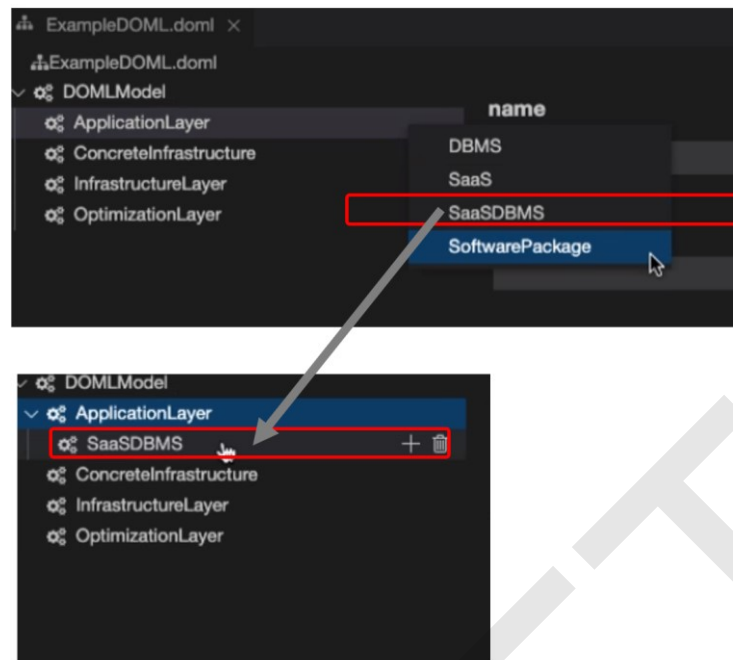 ExampleDOML.doml ×
ExampleDOML.doml
DOMLModel
ApplicationLayer
name
ConcreteInfrastructure
DBMS
InfrastructureLayer
SaaS
OptimizationLayer
SaaSDBMS
SoftwarePackage
DOMLModel
ApplicationLayer
SaaSDBMS
ConcreteInfrastructure
InfrastructureLayer
OptimizationLayer